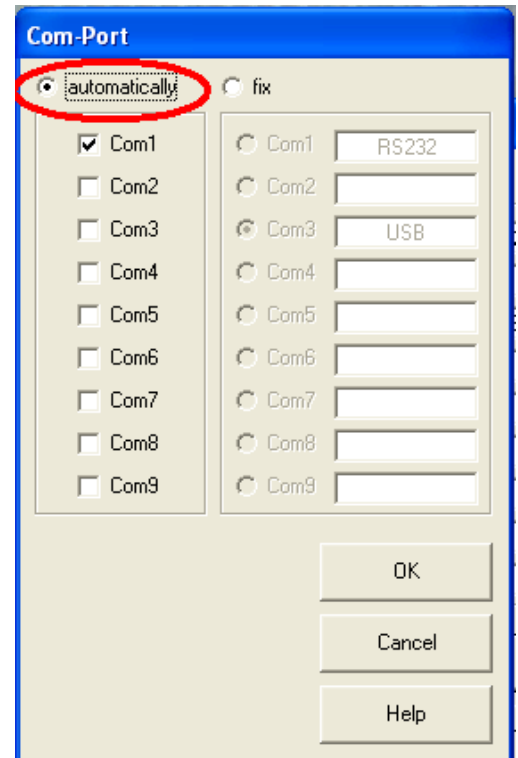 Com-Port
automatically fix
Com1 Com1 RS232
Com2 Com2
Com3 Com3 USB
Com4 Com4
Com5 Com5
Com6 Com6
Com7 Com7
Com8 Com8
Com9 Com9
OK
Cancel
Help